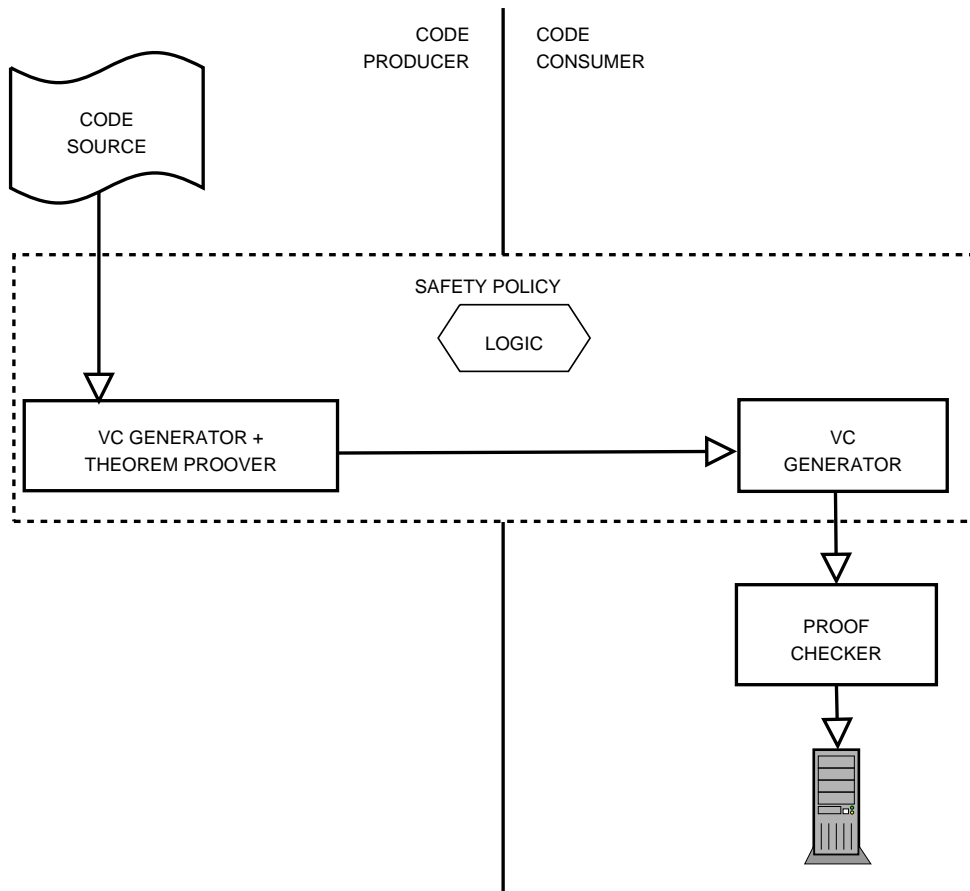 CODE
PRODUCER
CODE
CONSUMER
CODE
SOURCE
SAFETY POLICY
LOGIC
VC GENERATOR +
THEOREM PROOVER
VC
GENERATOR
PROOF
CHECKER